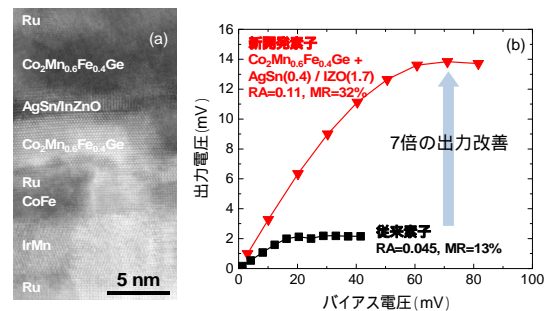 Ru
(a)
Co₂Mn₀.₆Fe₀.₄Ge
AgSn/InZnO
Co₂Mn₀.₆Fe₀.₄Ge
Ru
CoFe
IrMn
Ru
5 nm
(b)
新開発素子
Co₂Mn₀.₆Fe₀.₄Ge +
AgSn(0.4) / IZO(1.7)
RA=0.11, MR=32%
7倍の出力改善
従来素子
RA=0.045, MR=13%
出力電圧(mV)
16
14
12
10
8
6
4
2
0
0 20 40 60 80 100
バイアス電圧(mV)